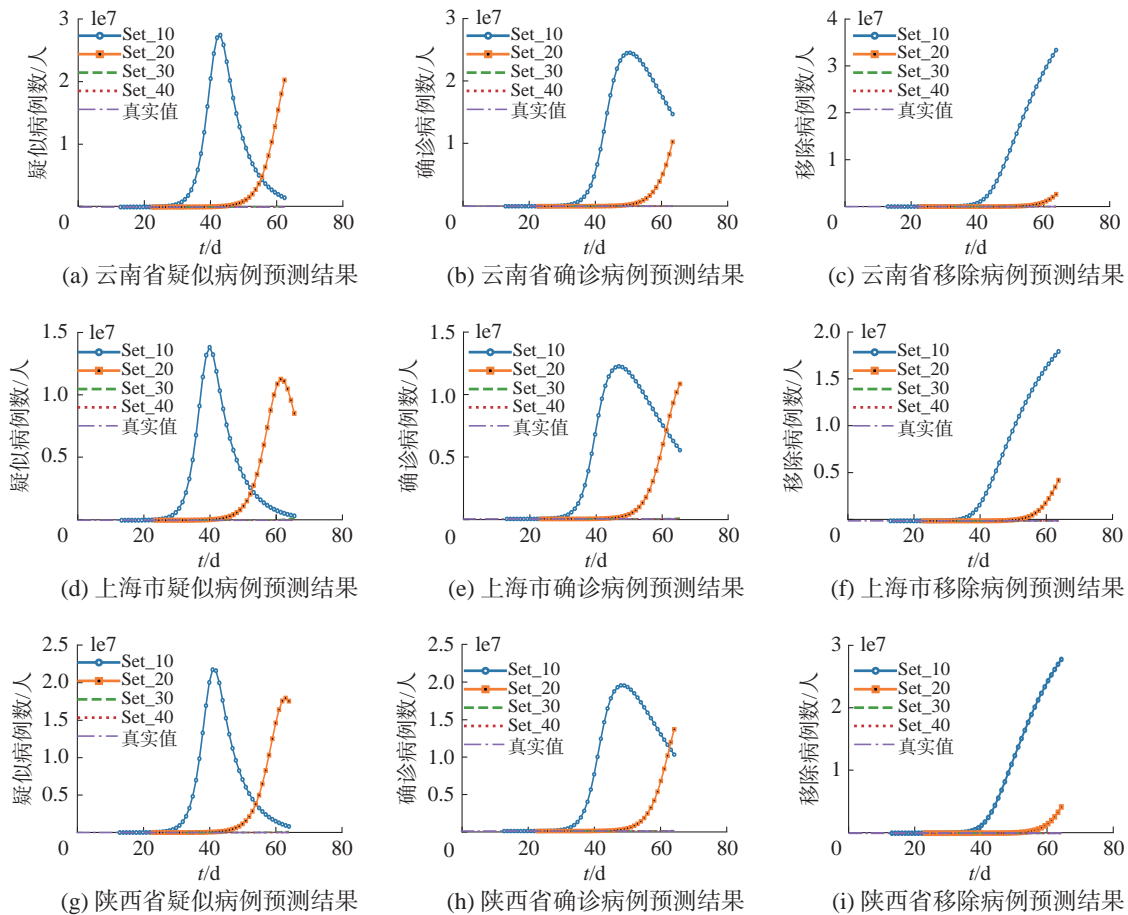 le7
3
2
1
0
疑似病例数/人
Set_10
Set_20
Set_30
Set_40
真实值
20
40
60
80
t/d
(a) 云南省疑似病例预测结果
le7
3
2
1
0
确诊病例数/人
Set_10
Set_20
Set_30
Set_40
真实值
20
40
60
80
t/d
(b) 云南省确诊病例预测结果
le7
4
3
2
1
0
移除病例数/人
Set_10
Set_20
Set_30
Set_40
真实值
20
40
60
80
t/d
(c) 云南省移除病例预测结果
le7
1.5
1.0
0.5
0
疑似病例数/人
Set_10
Set_20
Set_30
Set_40
真实值
20
40
60
80
t/d
(d) 上海市疑似病例预测结果
le7
1.5
1.0
0.5
0
确诊病例数/人
Set_10
Set_20
Set_30
Set_40
真实值
20
40
60
80
t/d
(e) 上海市确诊病例预测结果
le7
2.0
1.5
1.0
0.5
0
移除病例数/人
Set_10
Set_20
Set_30
Set_40
真实值
20
40
60
80
t/d
(f) 上海市移除病例预测结果
le7
2.5
2.0
1.5
1.0
0.5
0
疑似病例数/人
Set_10
Set_20
Set_30
Set_40
真实值
20
40
60
80
t/d
(g) 陕西省疑似病例预测结果
le7
2.5
2.0
1.5
1.0
0.5
0
确诊病例数/人
Set_10
Set_20
Set_30
Set_40
真实值
20
40
60
80
t/d
(h) 陕西省确诊病例预测结果
le7
3
2
1
0
移除病例数/人
Set_10
Set_20
Set_30
Set_40
真实值
20
40
60
80
t/d
(i) 陕西省移除病例预测结果